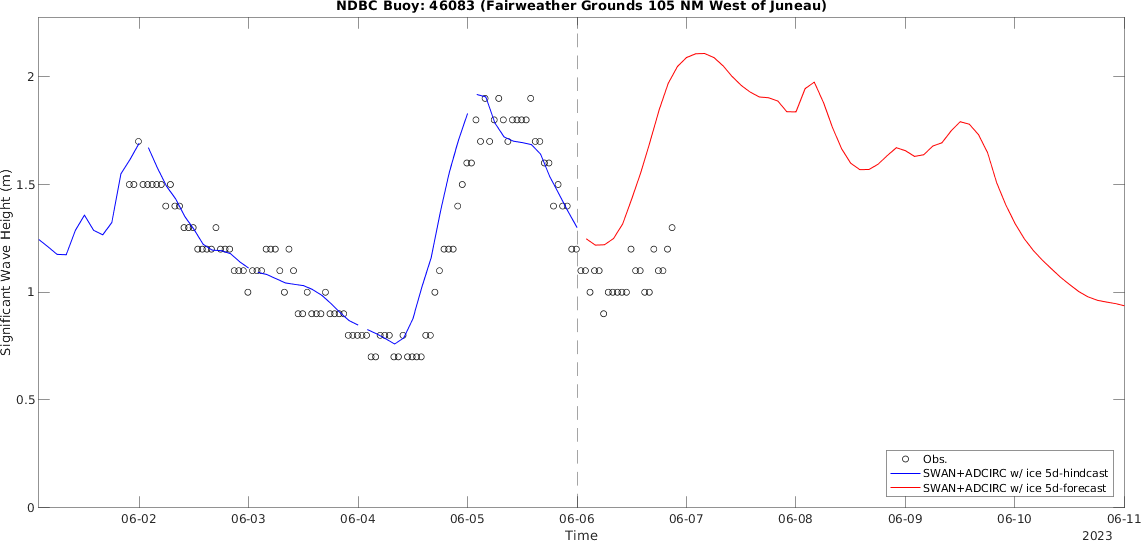 NDBC Buoy: 46083 (Fairweather Grounds 105 NM West of Juneau)
Significant Wave Height (m)
2
1.5
1
0.5
0
Obs.
SWAN+ADCIRC w/ ice 5d-hindcast
SWAN+ADCIRC w/ ice 5d-forecast
06-02 06-03 06-04 06-05 06-06 06-07 06-08 06-09 06-10 06-11
Time
2023